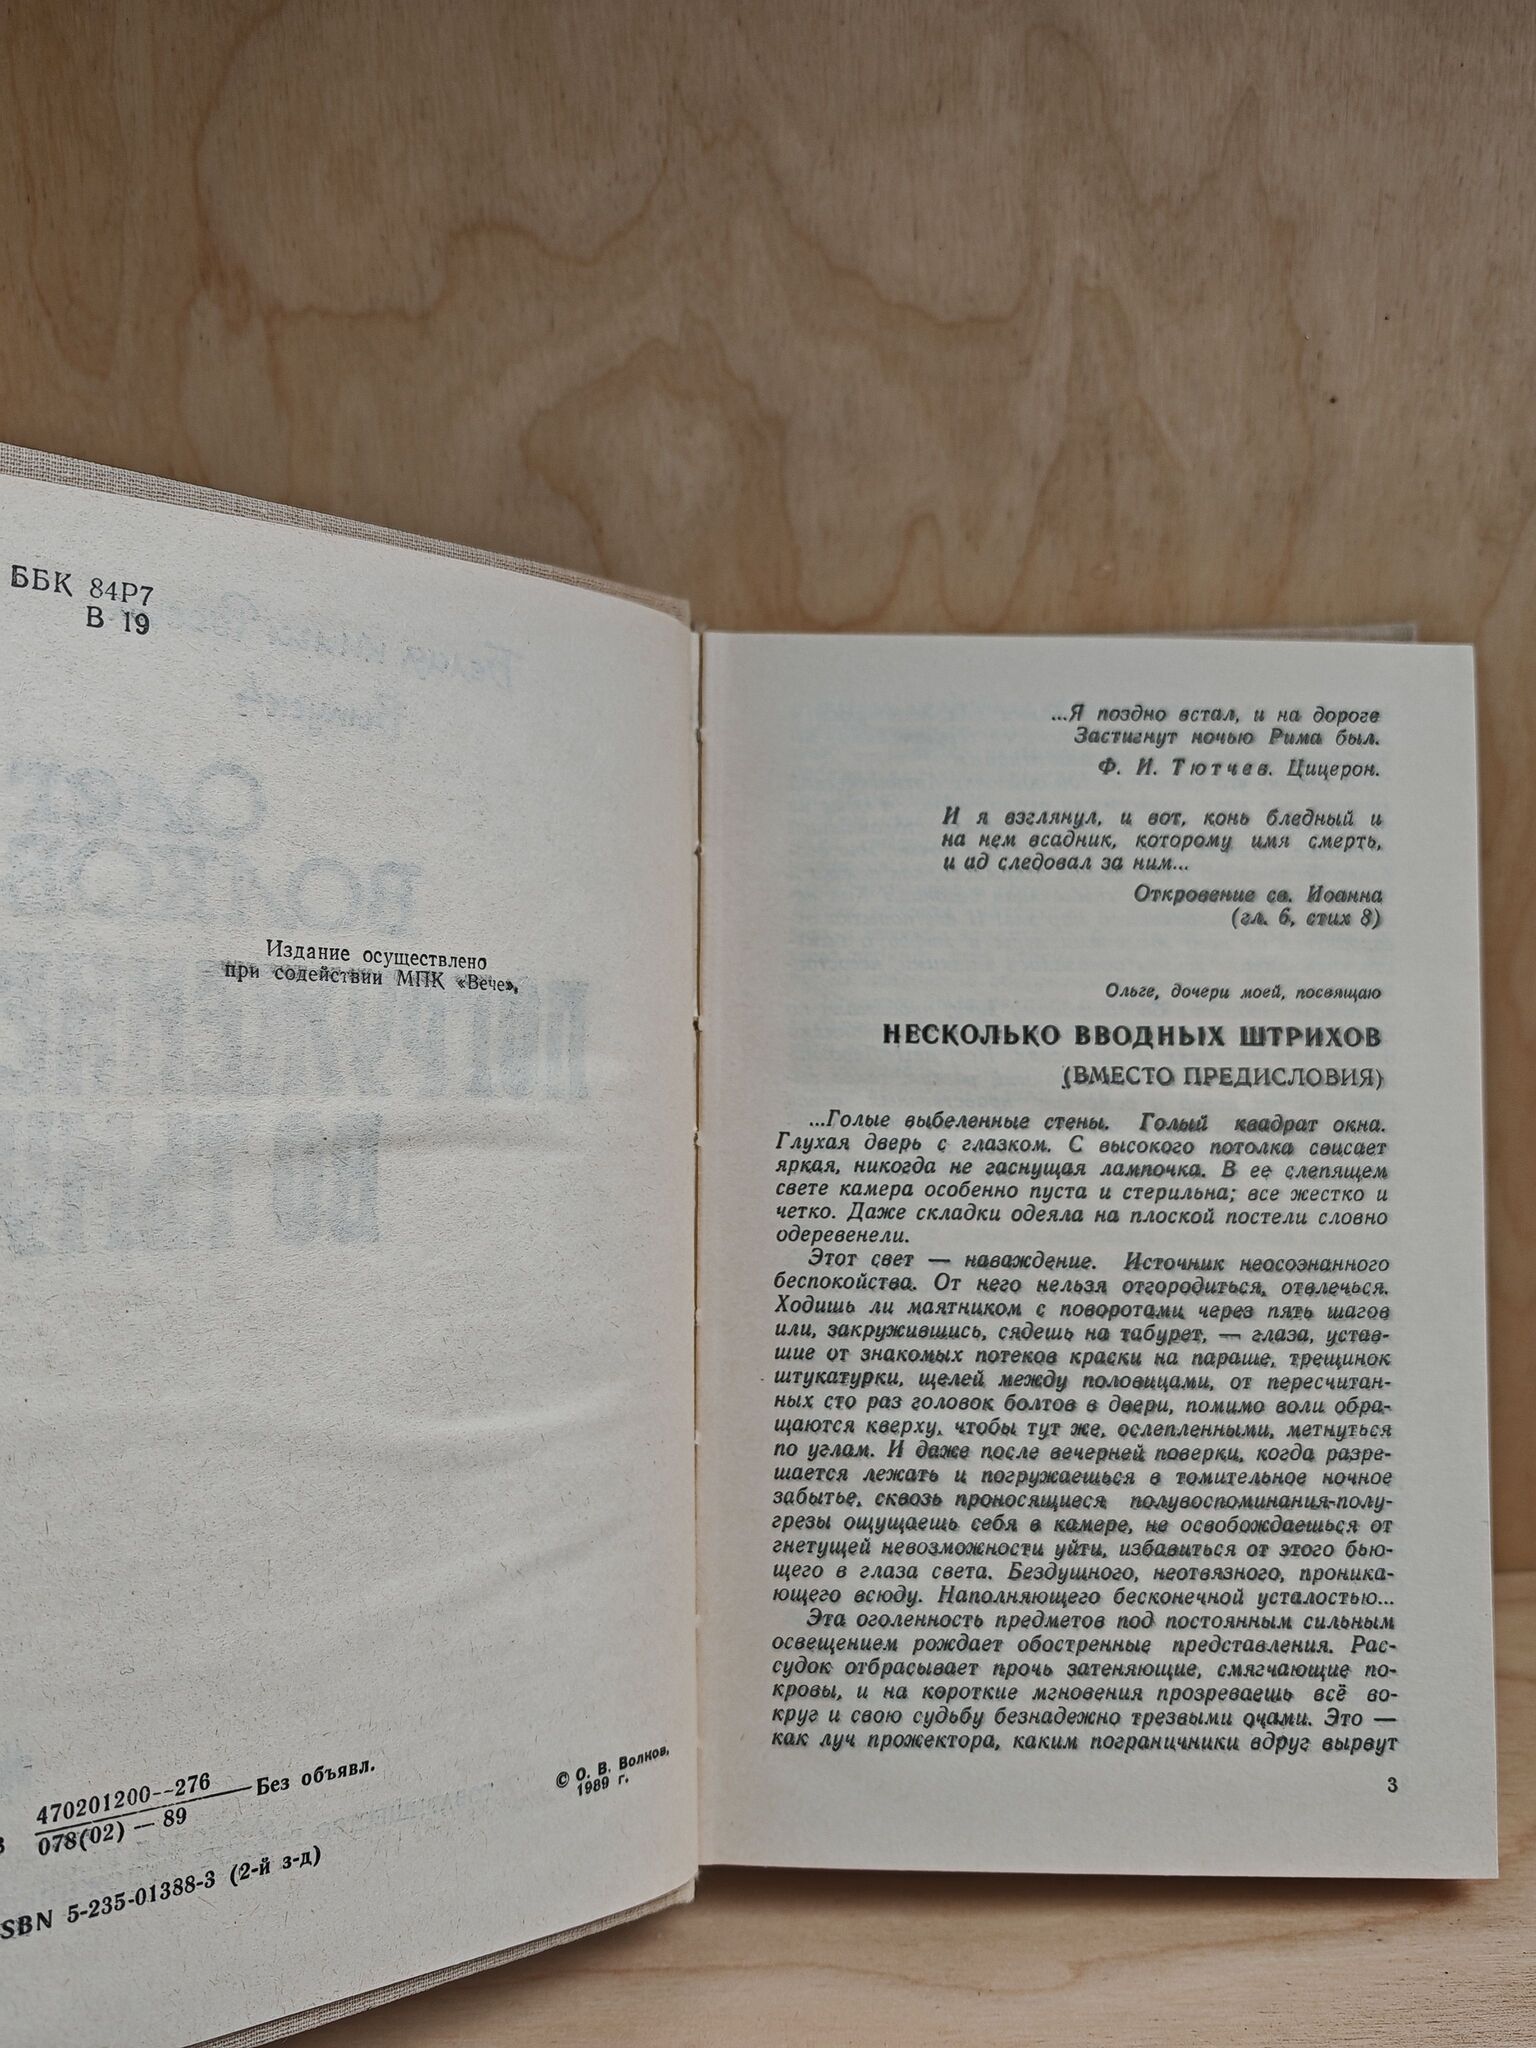 ББК 84Р7
В 19
Издание осуществлено
при содействии МПК «Вече».
470201200--276
078(02) — 89
Без объявл.
SBN 5-235-01388-3 (2-й з-д)
© О. В. Волков,
1989 г.
...Я поздно встал, и на дороге
Застигнут ночью Рима был.
Ф. И. Тютчев. Цицерон.
И я взглянул, и вот, конь бледный и
на нем всадник, которому имя смерть,
и ад следовал за ним...
Откровение св. Иоанна
(гл. 6, стих 8)
Ольге, дочери моей, посвящаю
НЕСКОЛЬКО ВВОДНЫХ ШТРИХОВ
(ВМЕСТО ПРЕДИСЛОВИЯ)
...Голые выбеленные стены. Голый квадрат окна.
Глухая дверь с глазком. С высокого потолка свисает
яркая, никогда не гаснущая лампочка. В ее слепящем
свете камера особенно пуста и стерильна; все жестко и
четко. Даже складки одеяла на плоской постели словно
одеревенели.
Этот свет — наваждение. Источник неосознанного
беспокойства. От него нельзя отгородиться, отвлечься.
Ходишь ли маятником с поворотами через пять шагов
или, закружившись, сядешь на табурет, — глаза, устав-
шие от знакомых потеков краски на параше, трещинок
штукатурки, щелей между половицами, от пересчитан-
ных сто раз головок болтов в двери, помимо воли обра-
щаются кверху, чтобы тут же, ослепленными, метнуться
по углам. И даже после вечерней поверки, когда разре-
шается лежать и погружаешься в томительное ночное
забытье, сквозь проносящиеся полувоспоминания-полу-
грезы ощущаешь себя в камере, не освобождаешься от
гнетущей невозможности уйти, избавиться от этого бью-
щего в глаза света. Бездушного, неотвязного, проника-
ющего всюду. Наполняющего бесконечной усталостью...
Эта оголенность предметов под постоянным сильным
освещением рождает обостренные представления. Рас-
судок отбрасывает прочь затеняющие, смягчающие по-
кровы, и на короткие мгновения прозреваешь всё во-
круг и свою судьбу безнадежно трезвыми очами. Это —
как луч прожектора, каким пограничники вдруг вырвут
3